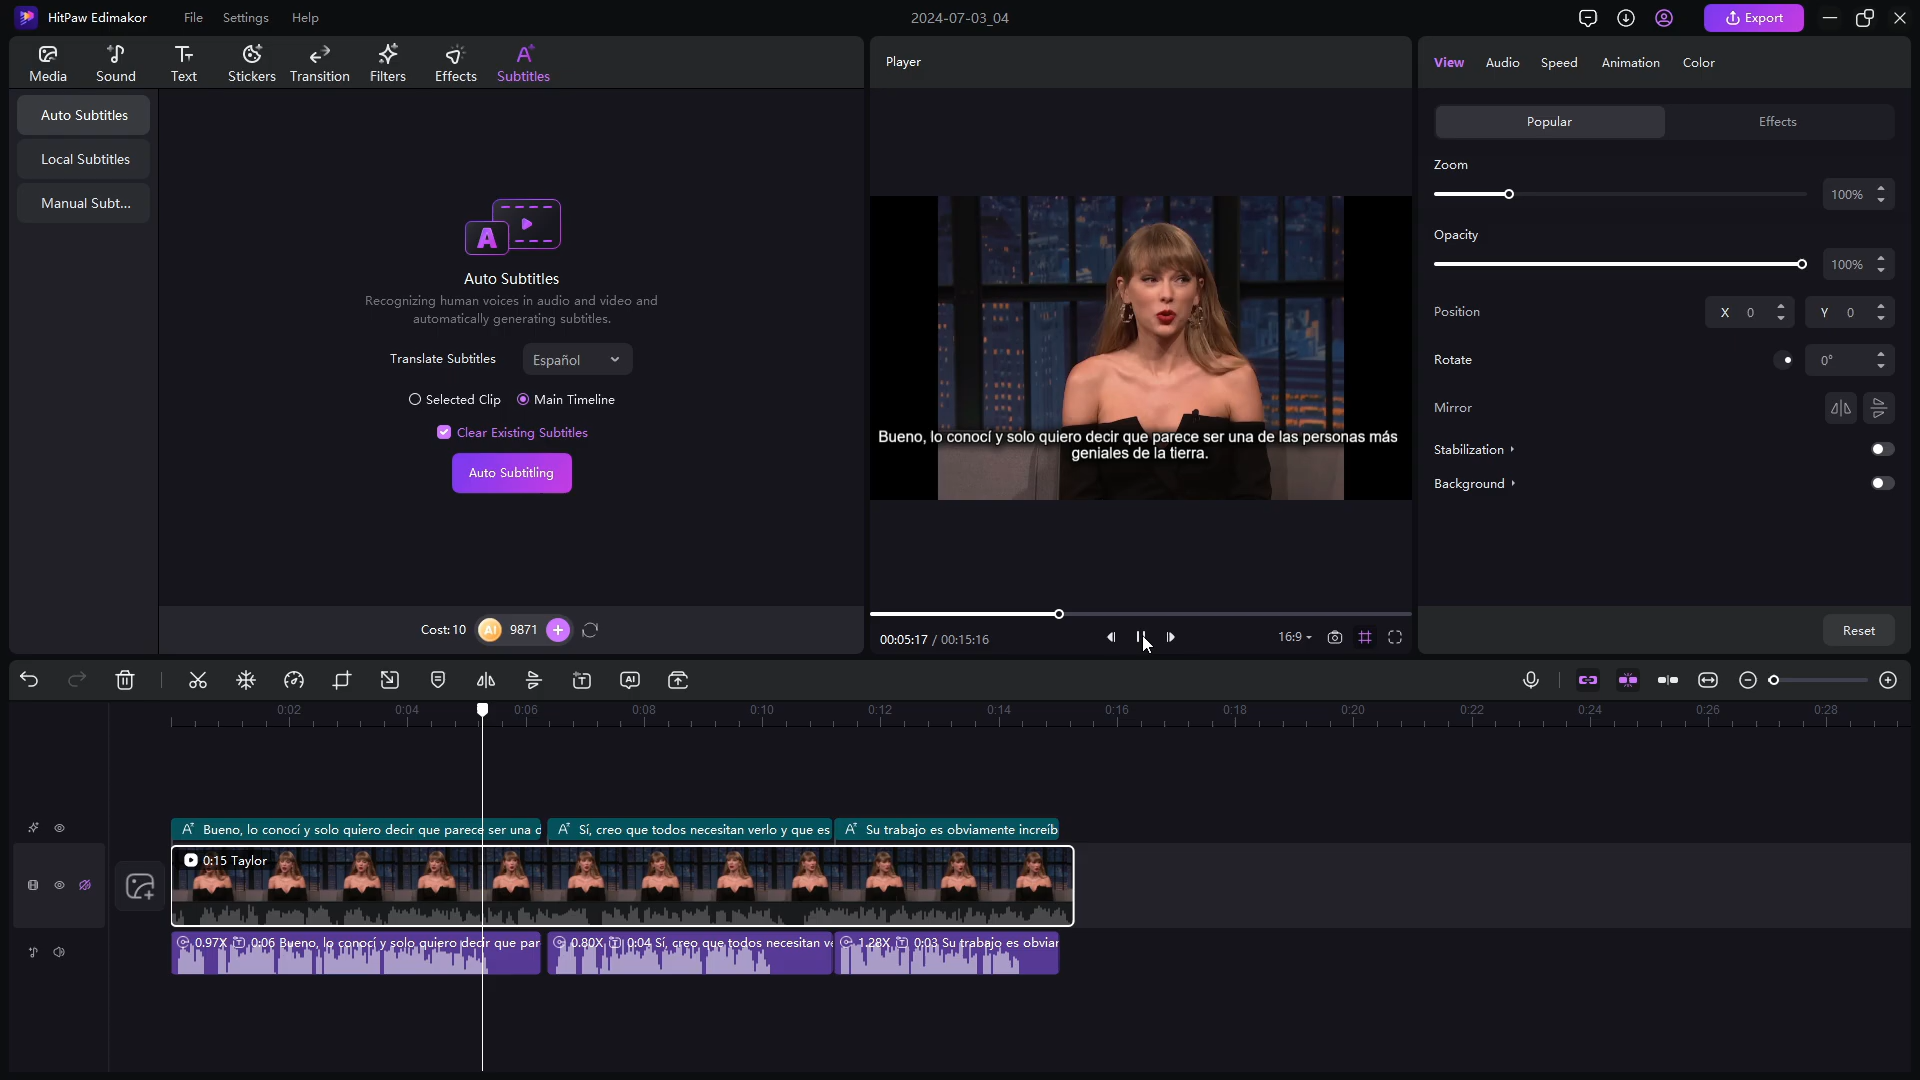 HitPaw Edimakor
File
Settings
Help
2024-07-03_04
Export
Media
Sound
Text
Stickers
Transition
Filters
Effects
Subtitles
Player
View
Audio
Speed
Animation
Color
Auto Subtitles
Local Subtitles
Manual Subt...
A
Auto Subtitles
Recognizing human voices in audio and video and
automatically generating subtitles.
Translate Subtitles
Español
Selected Clip
Main Timeline
Clear Existing Subtitles
Auto Subtitling
Cost:10
AI
9871
Bueno, lo conocí y solo quiero decir que parece ser una de las personas más
geniales de la tierra.
00:05:17 / 00:15:16
16:9
Popular
Effects
Zoom
100%
Opacity
100%
Position
X 0
Y 0
Rotate
0°
Mirror
Stabilization
Background
Reset
0:02
0:04
0:06
0:08
0:10
0:12
0:14
0:16
0:18
0:20
0:22
0:24
0:26
0:28
Bueno, lo conocí y solo quiero decir que parece ser una d
Sí, creo que todos necesitan verlo y que es
Su trabajo es obviamente increíb
0:15 Taylor
0.97X 0:06 Bueno, lo conocí y solo quiero decir que par
0.80X 0:04 Sí, creo que todos necesitan ve
1.28X 0:03 Su trabajo es obviar